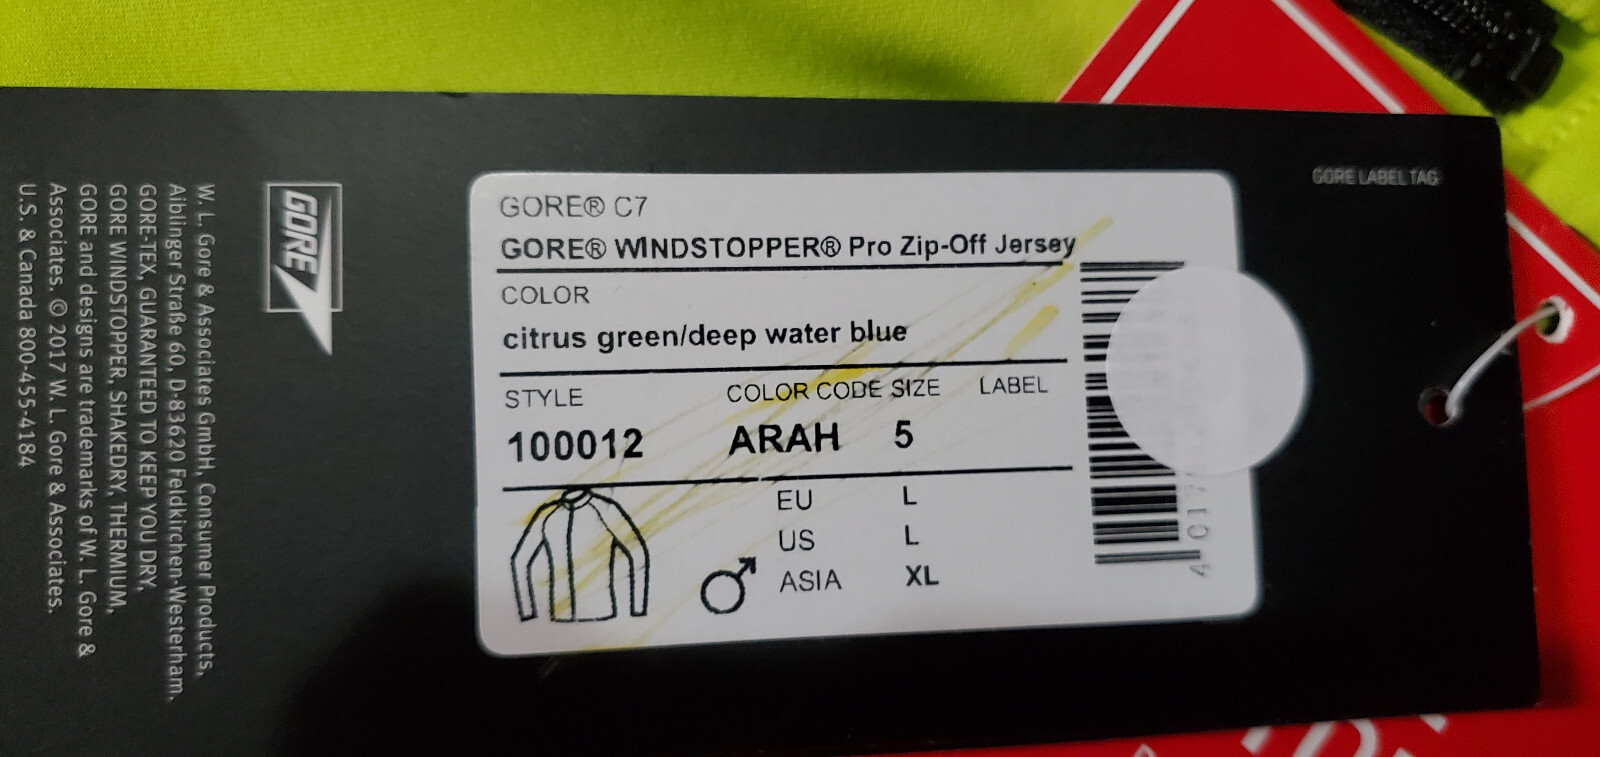 GORE® C7
GORE® WINDSTOPPER® Pro Zip-Off Jersey
COLOR
citrus green/deep water blue
STYLE COLOR CODE SIZE LABEL
100012 ARAH 5
EU L
US L
ASIA XL
GORE LABEL TAG
GORE
W. L. Gore & Associates GmbH, Consumer Products,
Aiblinger Straße 60, D-83620 Feldkirchen-Westerham,
GORE-TEX, GUARANTEED TO KEEP YOU DRY,
GORE WINDSTOPPER, SHAKEDRY, THERMIUM,
GORE and designs are trademarks of W. L. Gore &
Associates. © 2017 W. L. Gore & Associates.
U.S. & Canada 800-455-4184